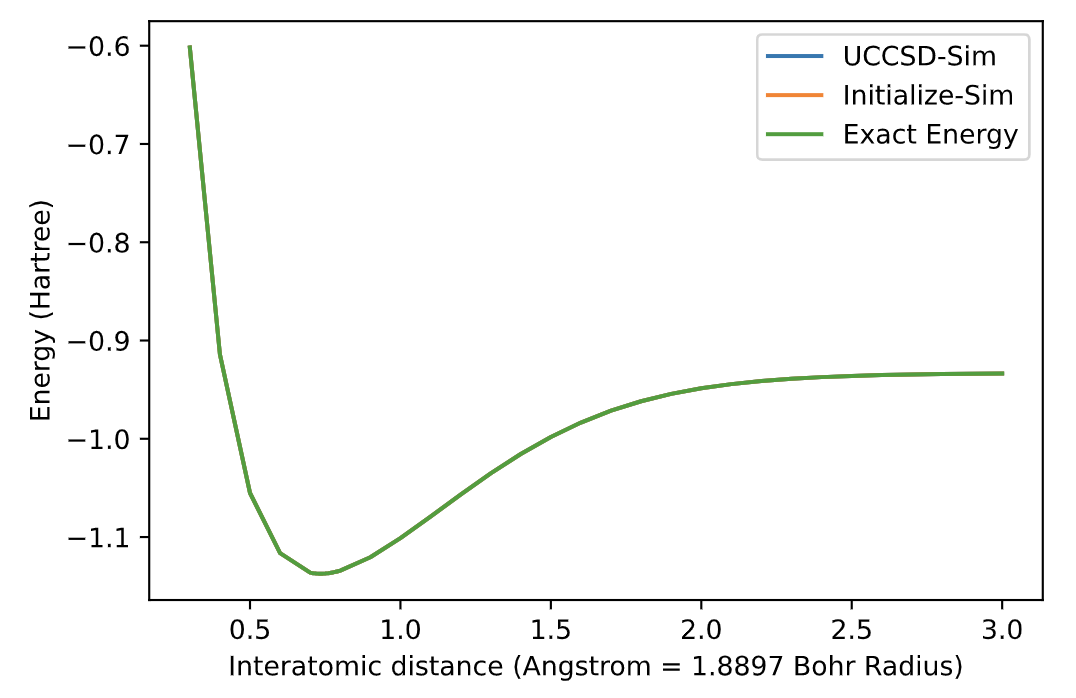 UCCSD-Sim
Initialize-Sim
Exact Energy
Energy (Hartree)
−0.6
−0.7
−0.8
−0.9
−1.0
−1.1
0.5 1.0 1.5 2.0 2.5 3.0
Interatomic distance (Angstrom = 1.8897 Bohr Radius)